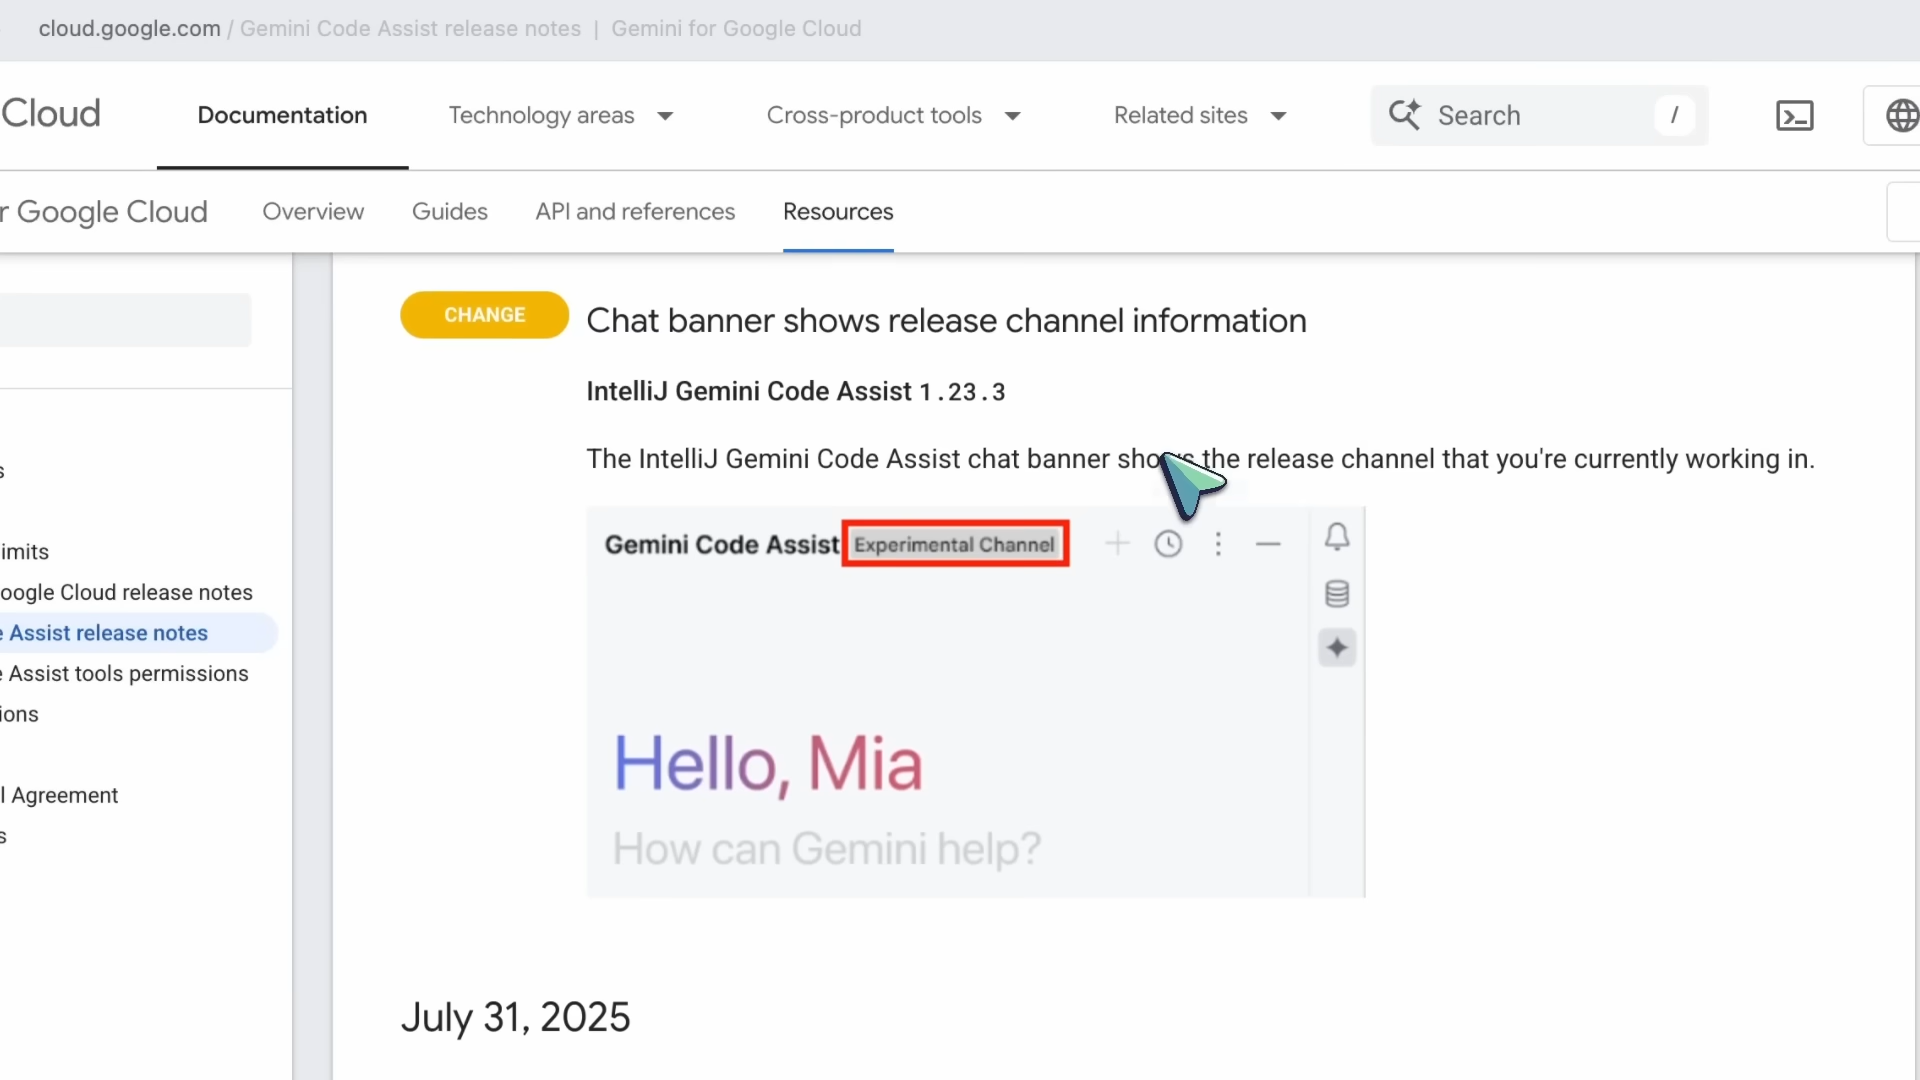 cloud.google.com / Gemini Code Assist release notes | Gemini for Google Cloud
Cloud Documentation Technology areas Cross-product tools Related sites Search /
r Google Cloud Overview Guides API and references Resources
CHANGE Chat banner shows release channel information
IntelliJ Gemini Code Assist 1.23.3
The IntelliJ Gemini Code Assist chat banner shows the release channel that you're currently working in.
s
Gemini Code Assist Experimental Channel
imits
oogle Cloud release notes
e Assist release notes
e Assist tools permissions
ions
Hello, Mia
l Agreement
s
How can Gemini help?
July 31, 2025